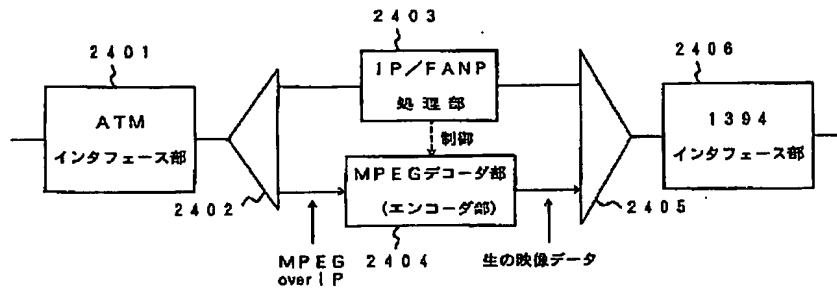 2403
2401
2406
IP/FANP
処理部
ATM
インタフェース部
1394
インタフェース部
制御
MPEGデコーダ部
(エンコーダ部)
2402
2405
MPEG
over IP
2404
生の映像データ